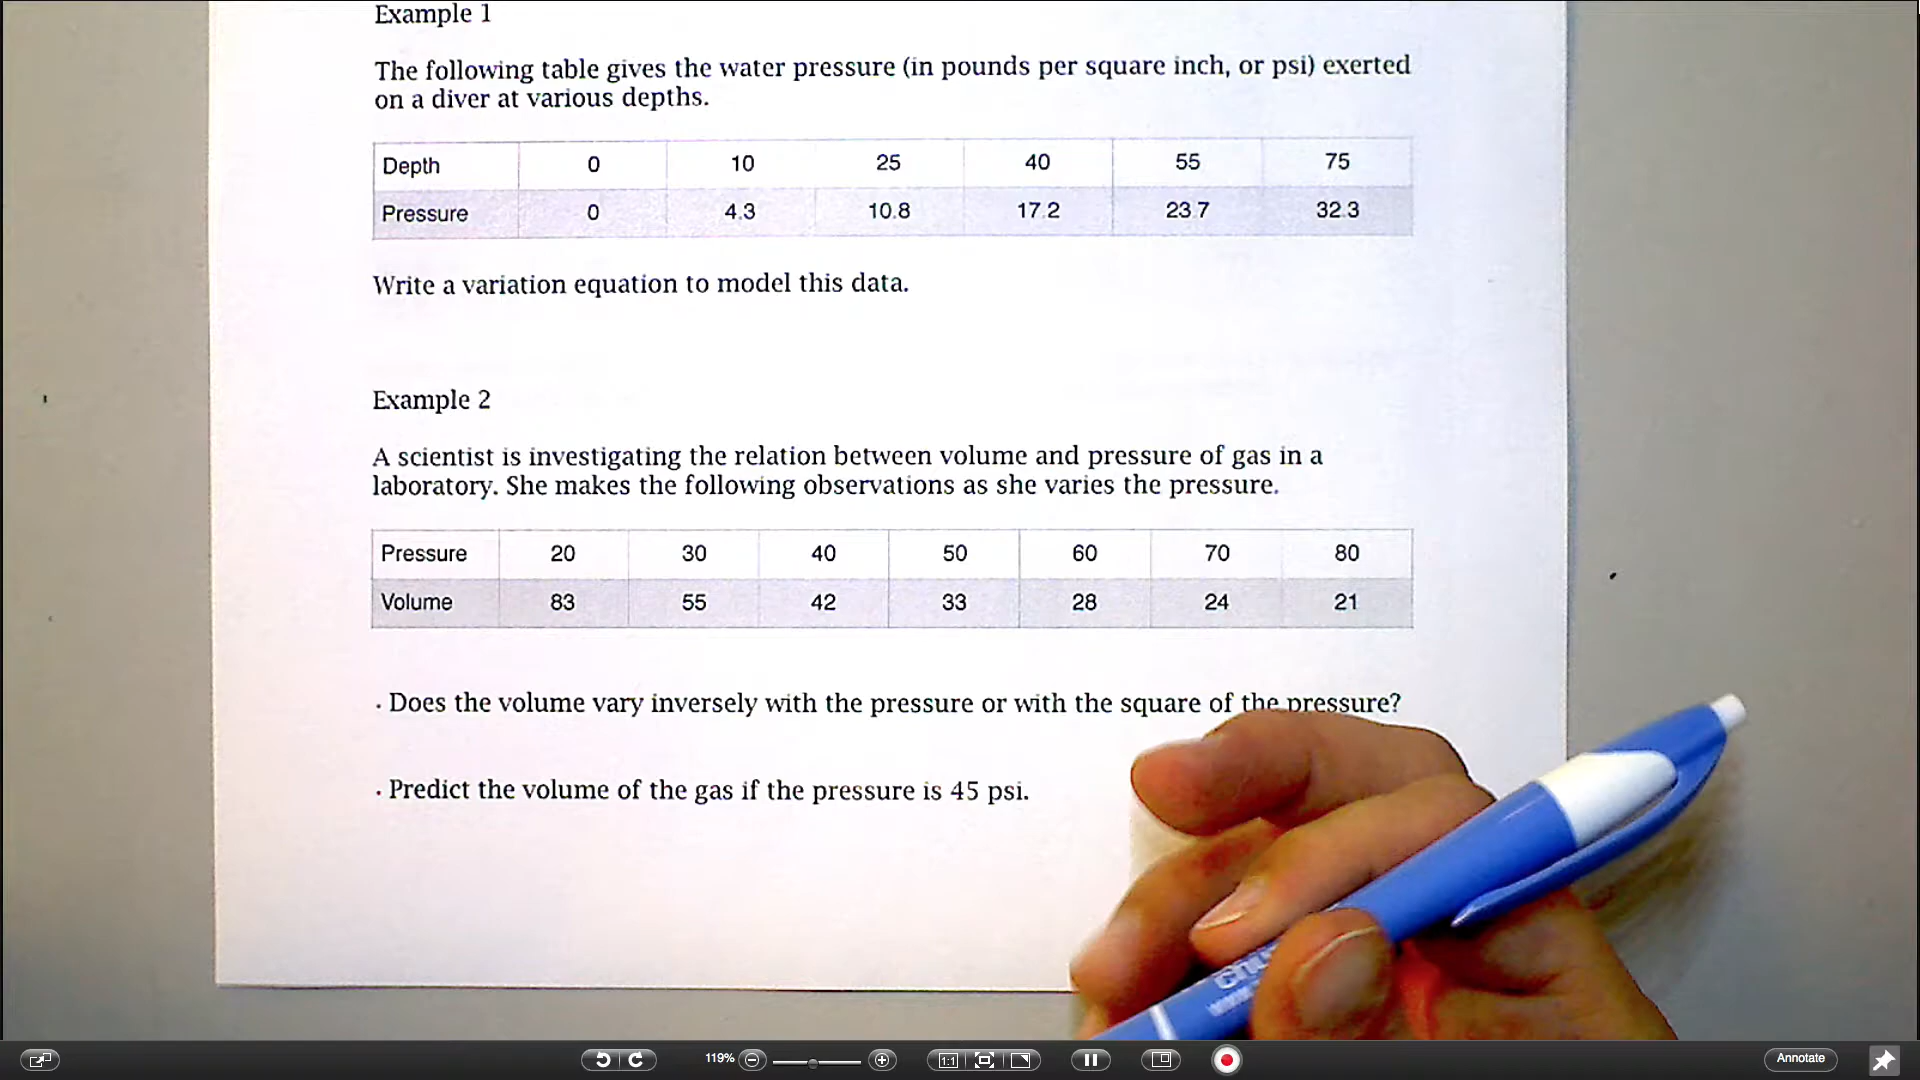 Example 1
The following table gives the water pressure (in pounds per square inch, or psi) exerted
on a diver at various depths.
Depth 0 10 25 40 55 75
Pressure 0 4.3 10.8 17.2 23.7 32.3
Write a variation equation to model this data.
Example 2
A scientist is investigating the relation between volume and pressure of gas in a
laboratory. She makes the following observations as she varies the pressure.
Pressure 20 30 40 50 60 70 80
Volume 83 55 42 33 28 24 21
· Does the volume vary inversely with the pressure or with the square of the pressure?
· Predict the volume of the gas if the pressure is 45 psi.
119%
1:1
Annotate